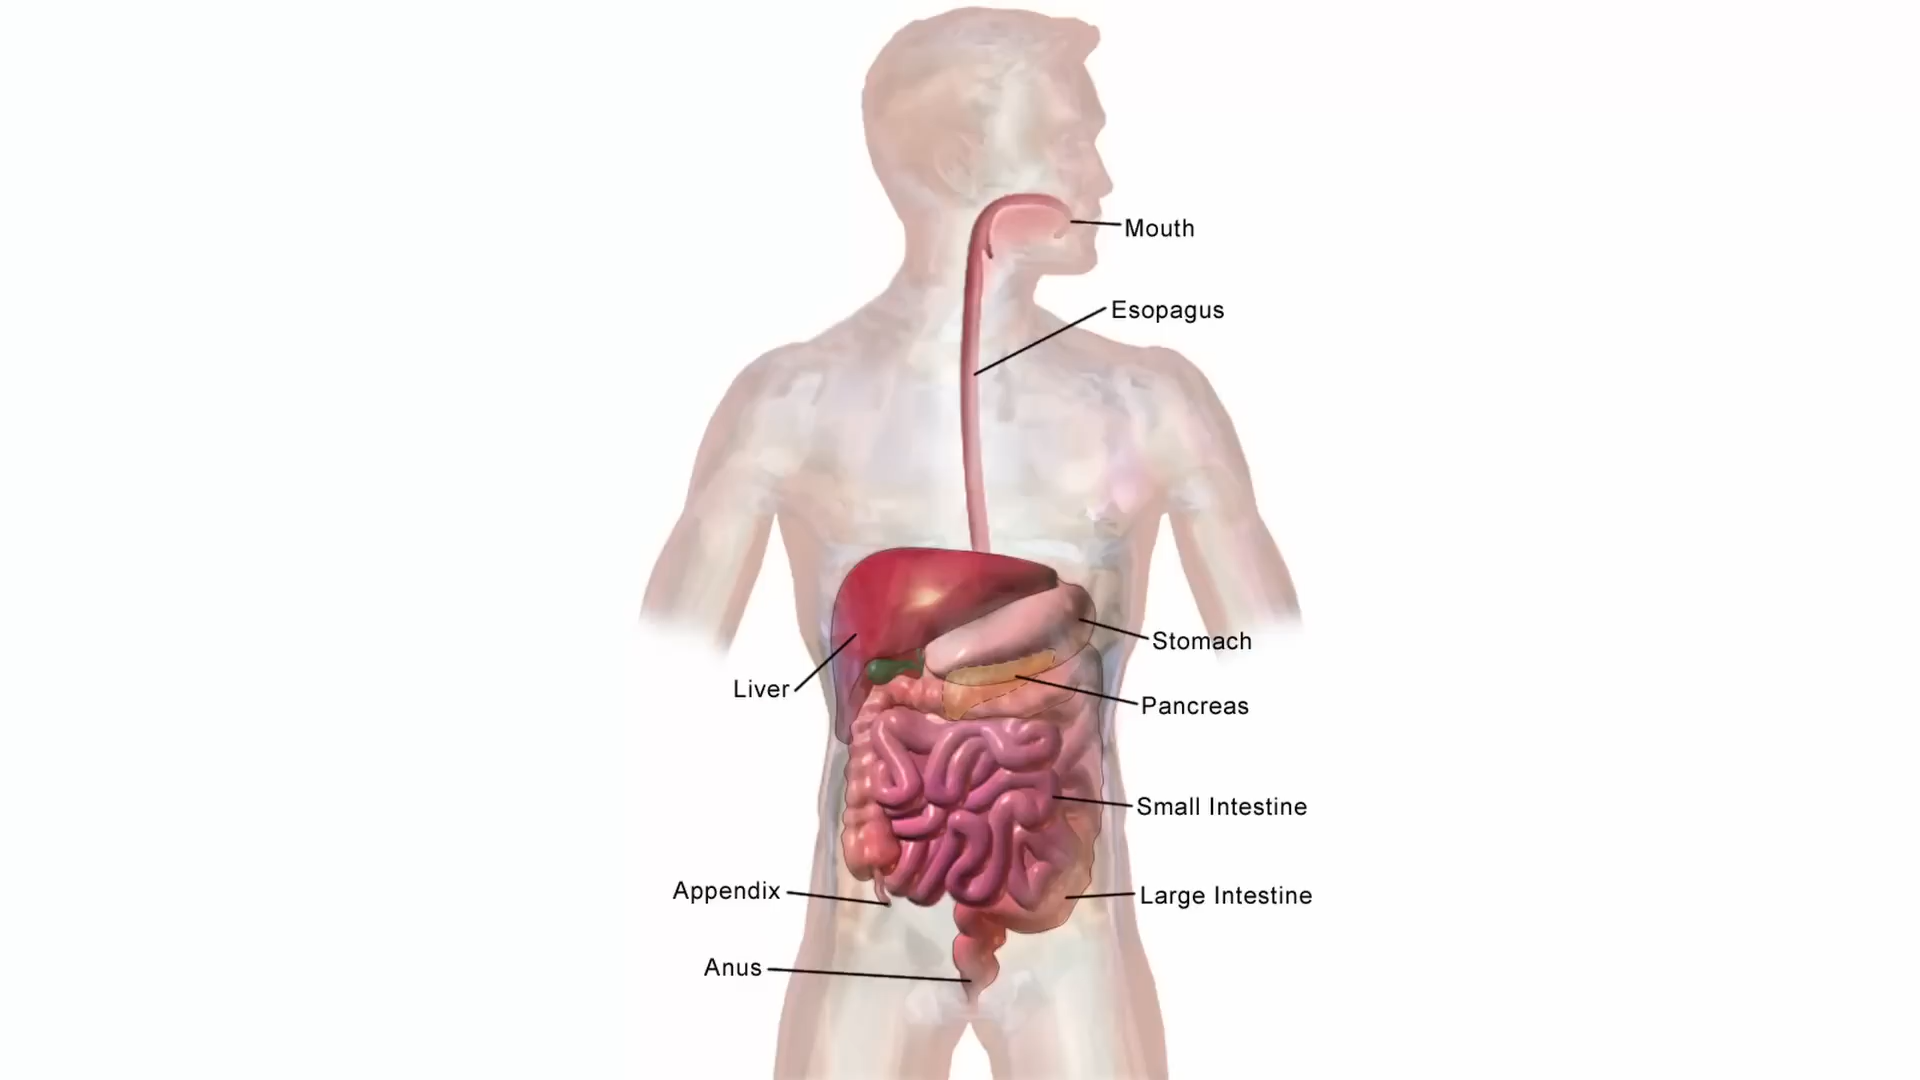 Mouth
Esopagus
Stomach
Liver
Pancreas
Small Intestine
Appendix
Large Intestine
Anus